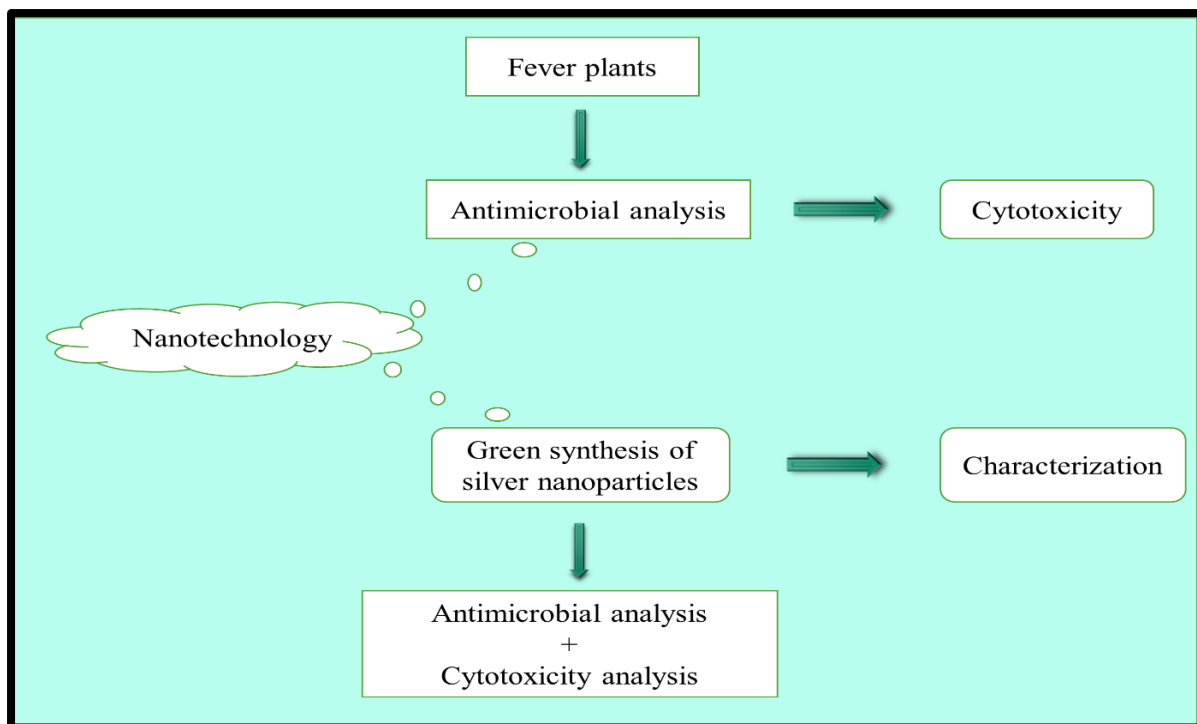 Fever plants
Antimicrobial analysis
Cytotoxicity
Nanotechnology
Green synthesis of
silver nanoparticles
Characterization
Antimicrobial analysis
+
Cytotoxicity analysis